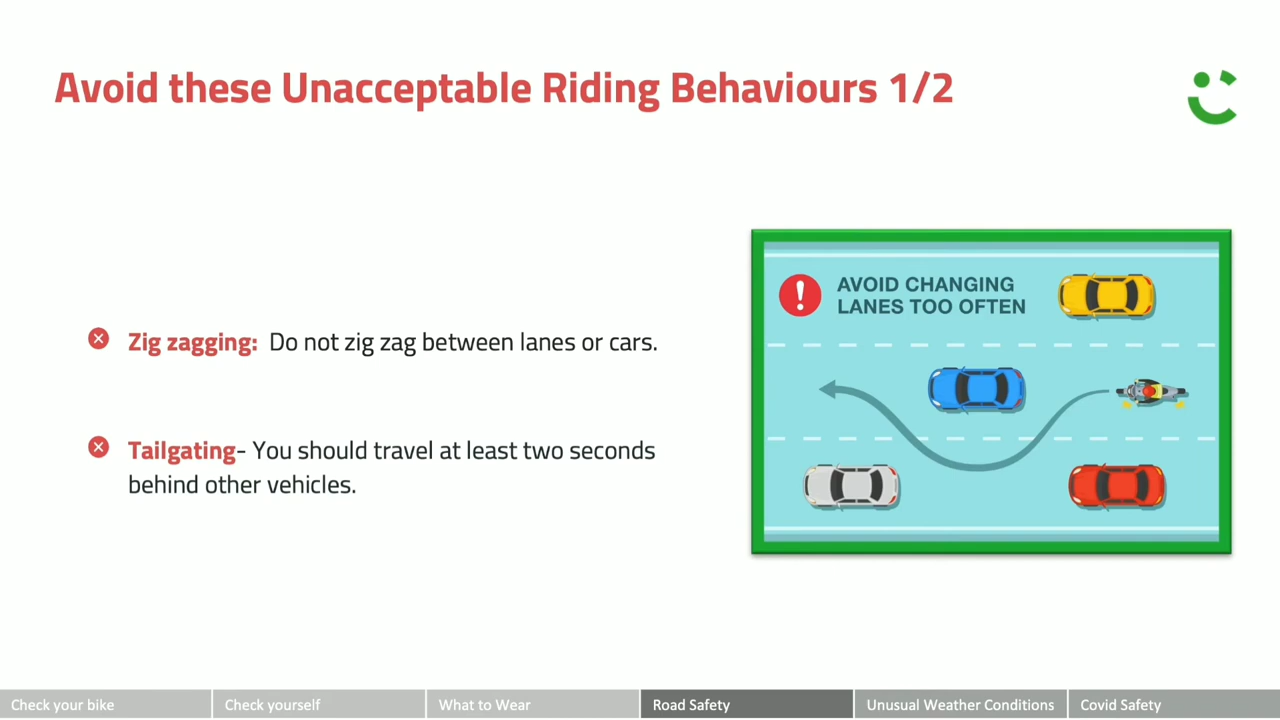 Avoid these Unacceptable Riding Behaviours 1/2
Zig zagging: Do not zig zag between lanes or cars.
Tailgating- You should travel at least two seconds
behind other vehicles.
AVOID CHANGING
LANES TOO OFTEN
Check your bike
Check yourself
What to Wear
Road Safety
Unusual Weather Conditions
Covid Safety